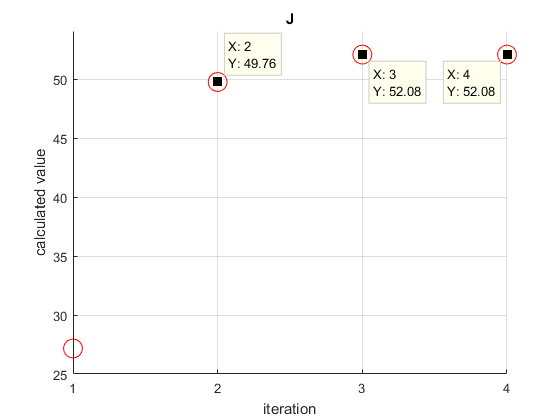 J
X: 2
Y: 49.76
X: 3
Y: 52.08
X: 4
Y: 52.08
50
45
40
35
30
25
calculated value
1 2 3 4
iteration